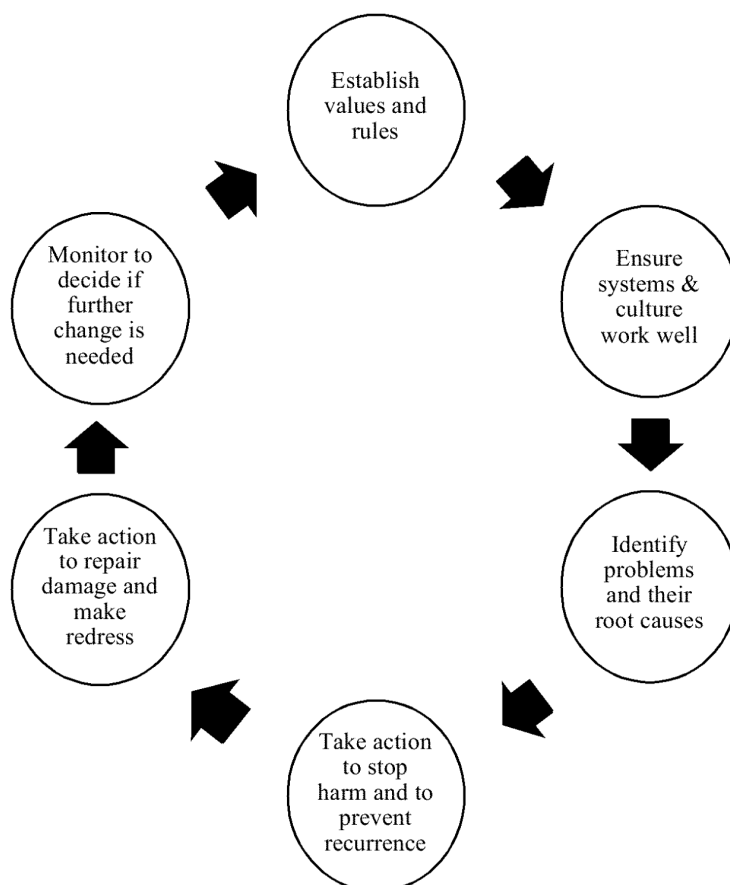 Establish
values and
rules
Ensure
systems &
culture
work well
Identify
problems
and their
root causes
Take action
to stop
harm and to
prevent
recurrence
Take action
to repair
damage and
make
redress
Monitor to
decide if
further
change is
needed